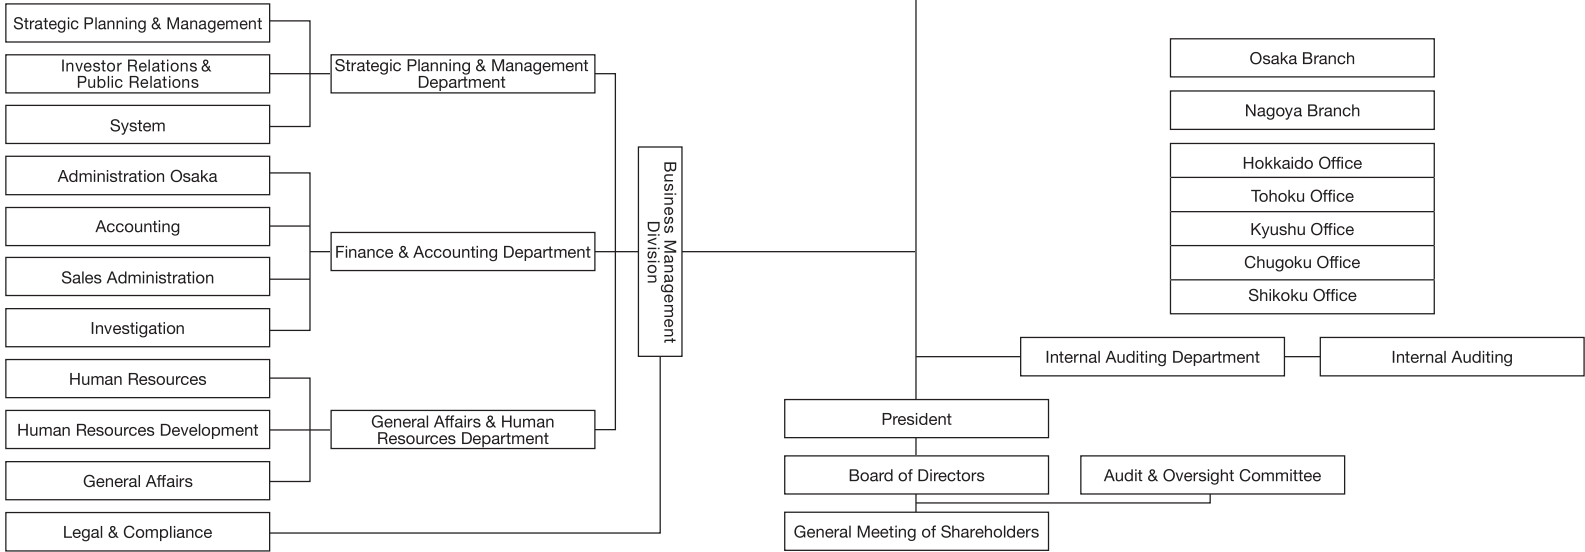 Strategic Planning & Management
Investor Relations &
Public Relations
System
Administration Osaka
Accounting
Sales Administration
Investigation
Human Resources
Human Resources Development
General Affairs
Legal & Compliance
Strategic Planning & Management
Department
Finance & Accounting Department
General Affairs & Human
Resources Department
Business Management
Division
Osaka Branch
Nagoya Branch
Hokkaido Office
Tohoku Office
Kyushu Office
Chugoku Office
Shikoku Office
Internal Auditing Department
Internal Auditing
President
Board of Directors
Audit & Oversight Committee
General Meeting of Shareholders